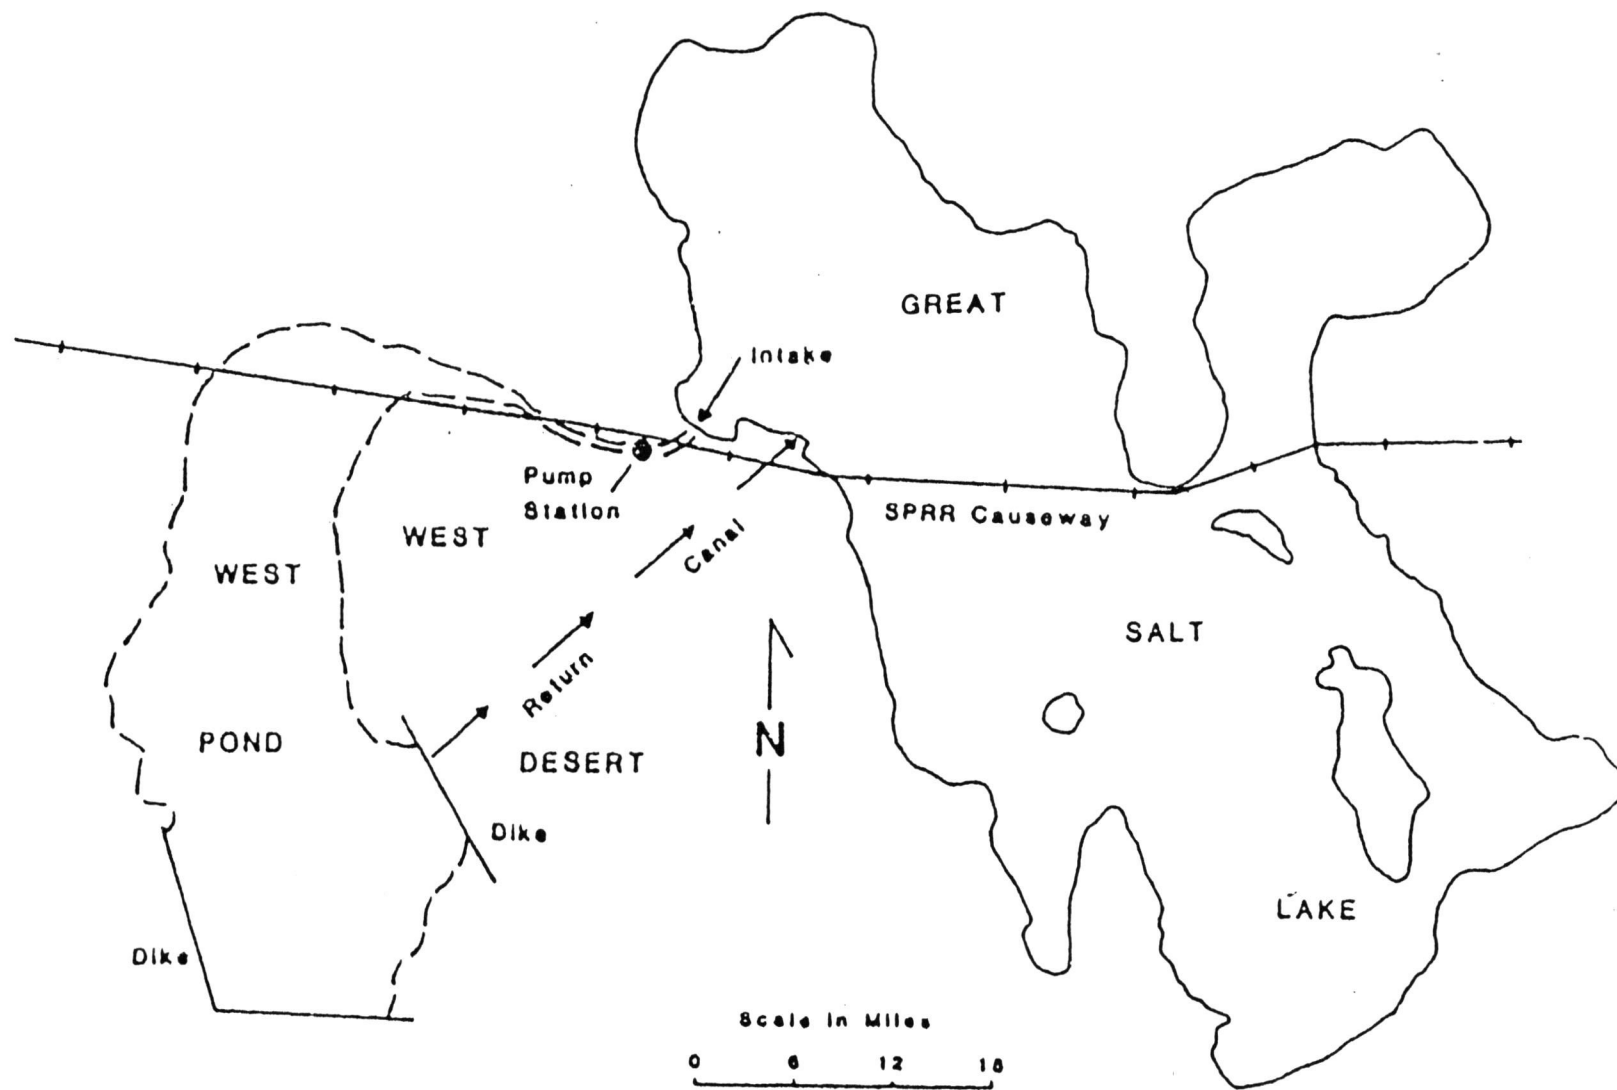 GREAT
Intake
Pump
Station
SPRR Causeway
WEST
WEST
Canal
SALT
Return
POND
N
DESERT
Dike
LAKE
Dike
Scale in Miles
0 6 12 18